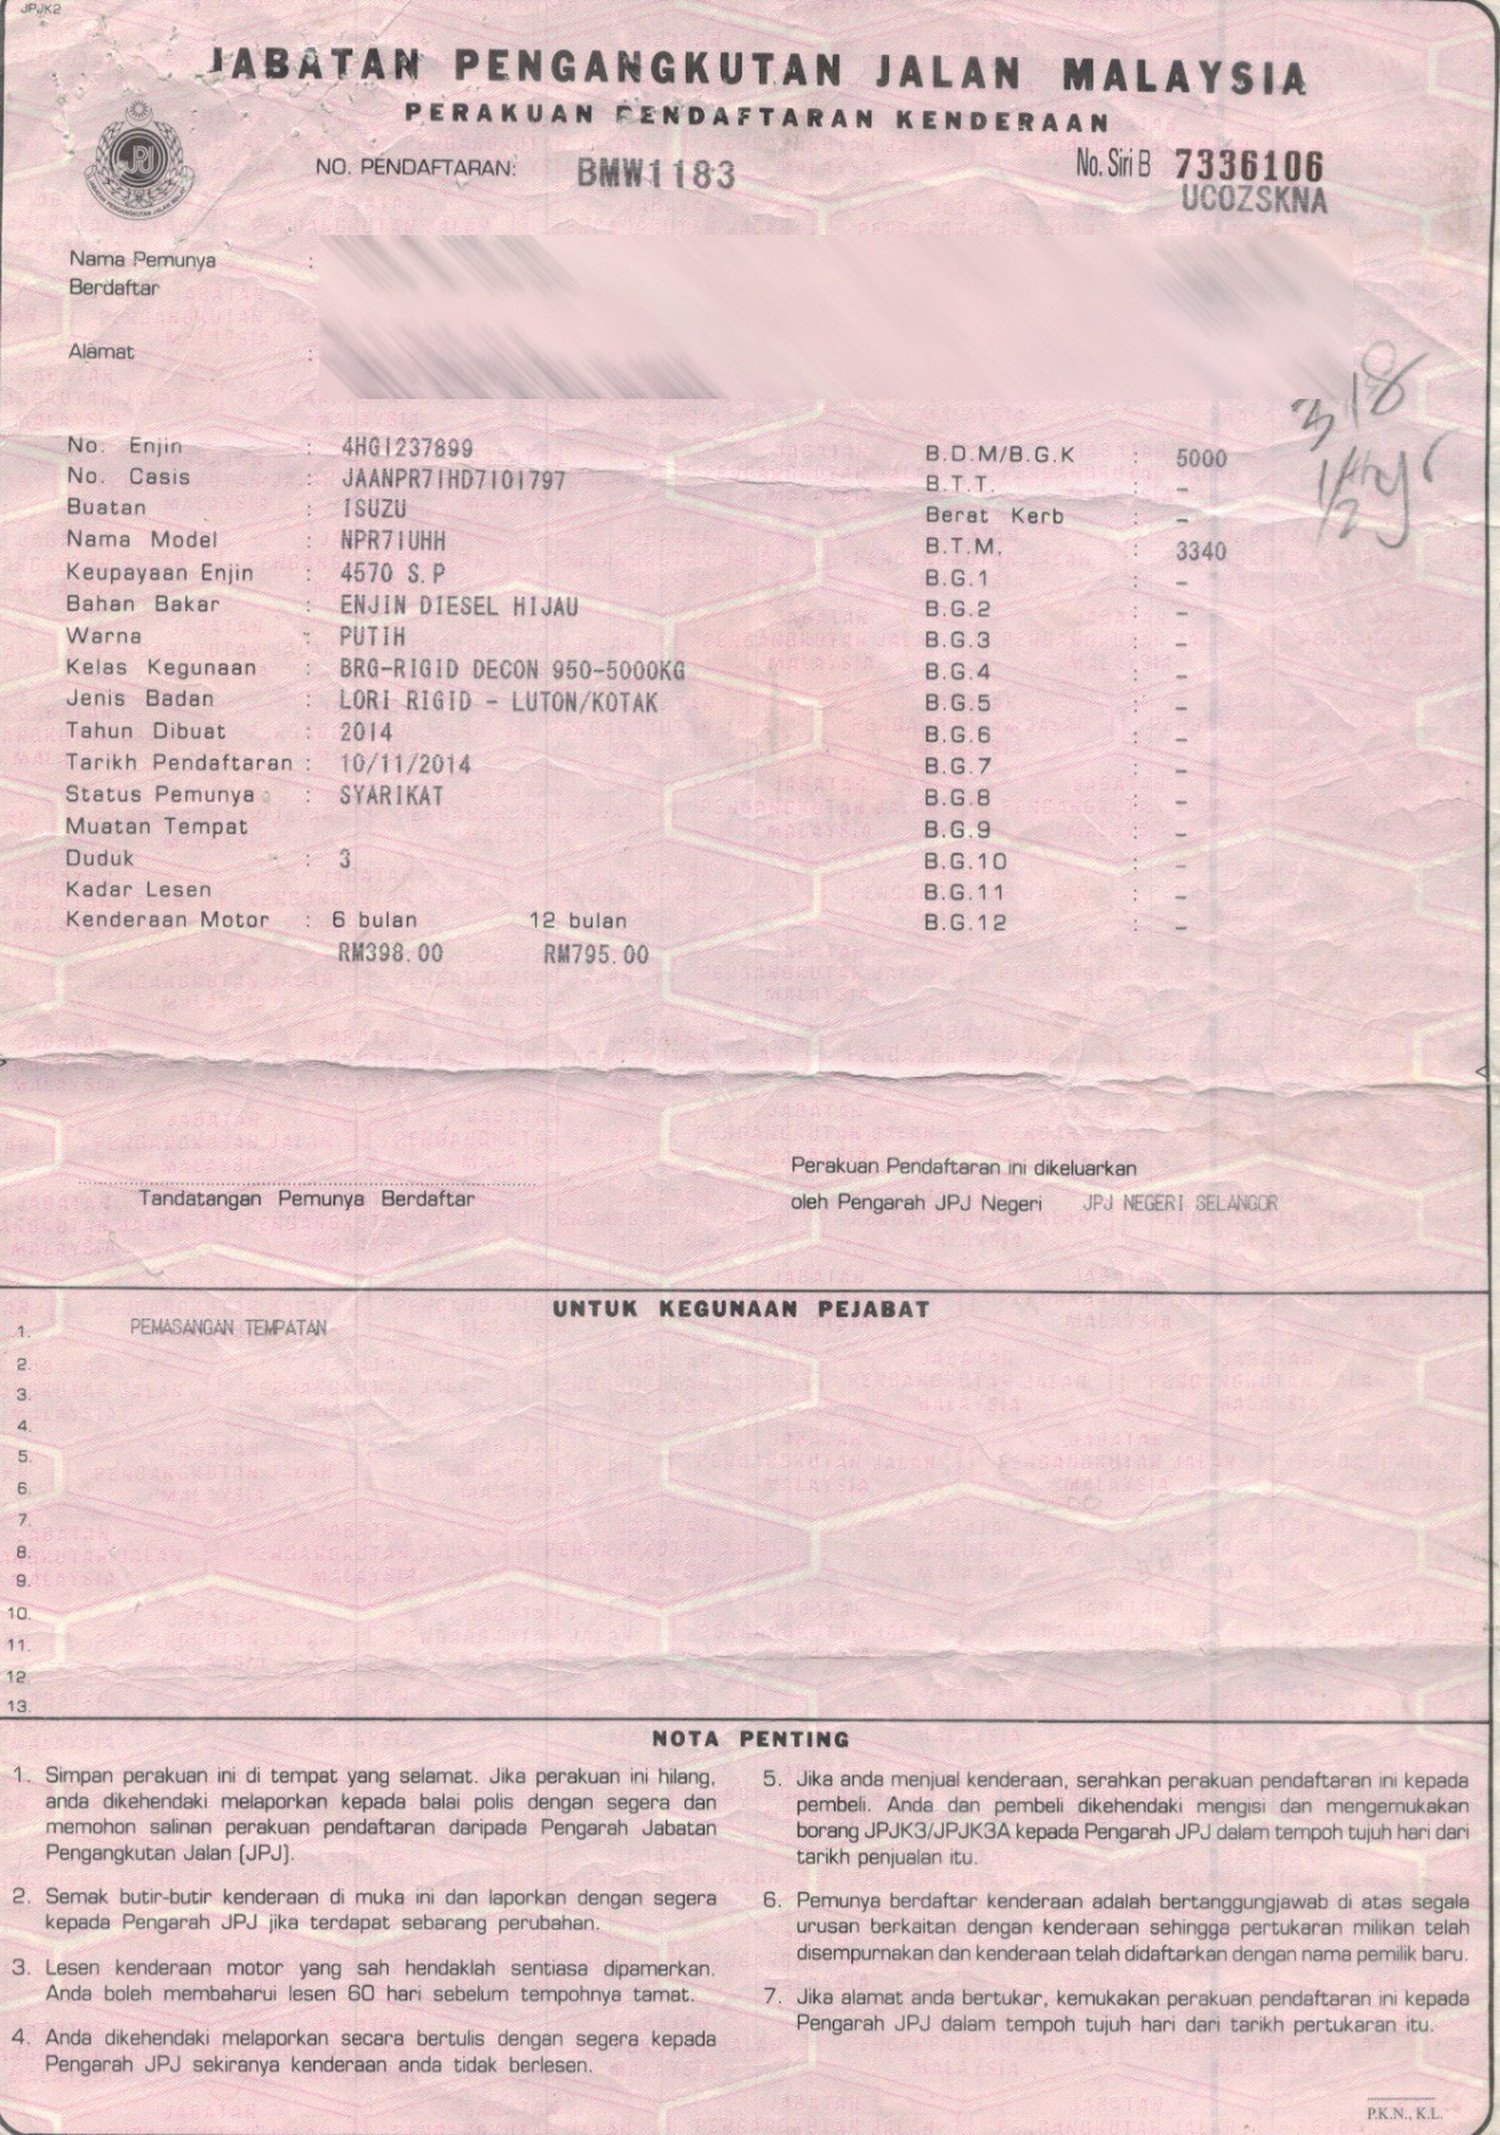 JPJK2
JABATAN PENGANGKUTAN JALAN MALAYSIA
PERAKUAN PENDAFTARAN KENDERAAN
NO. PENDAFTARAN: BMW1183
No. Siri B 7336106
UCOZSKNA
Nama Pemunya :
Berdaftar
Alamat :
318
No. Enjin : 4HG1237899
B.D.M/B.G.K : 5000
No. Casis : JAANPR71HD7101797
B.T.T. : -
Buatan : ISUZU
Berat Kerb : -
Nama Model : NPR71UHH
B.T.M. : 3340
Keupayaan Enjin : 4570 S.P
B.G.1 : -
Bahan Bakar : ENJIN DIESEL HIJAU
B.G.2 : -
Warna : PUTIH
B.G.3 : -
Kelas Kegunaan : BRG-RIGID DECON 950-5000KG
B.G.4 : -
Jenis Badan : LORI RIGID - LUTON/KOTAK
B.G.5 : -
Tahun Dibuat : 2014
B.G.6 : -
Tarikh Pendaftaran : 10/11/2014
B.G.7 : -
Status Pemunya : SYARIKAT
B.G.8 : -
Muatan Tempat
B.G.9 : -
Duduk : 3
B.G.10 : -
Kadar Lesen
B.G.11 : -
Kenderaan Motor : 6 bulan 12 bulan
B.G.12 : -
RM398.00 RM795.00
Tandatangan Pemunya Berdaftar
Perakuan Pendaftaran ini dikeluarkan
oleh Pengarah JPJ Negeri JPJ NEGERI SELANGOR
UNTUK KEGUNAAN PEJABAT
1. PEMASANGAN TEMPATAN
2.
3.
4.
5.
6.
7.
8.
9.
10.
11.
12.
13.
NOTA PENTING
1. Simpan perakuan ini di tempat yang selamat. Jika perakuan ini hilang,
anda dikehendaki melaporkan kepada balai polis dengan segera dan
memohon salinan perakuan pendaftaran daripada Pengarah Jabatan
Pengangkutan Jalan (JPJ).
2. Semak butir-butir kenderaan di muka ini dan laporkan dengan segera
kepada Pengarah JPJ jika terdapat sebarang perubahan.
3. Lesen kenderaan motor yang sah hendaklah sentiasa dipamerkan.
Anda boleh membaharui lesen 60 hari sebelum tempohnya tamat.
4. Anda dikehendaki melaporkan secara bertulis dengan segera kepada
Pengarah JPJ sekiranya kenderaan anda tidak berlesen.
5. Jika anda menjual kenderaan, serahkan perakuan pendaftaran ini kepada
pembeli. Anda dan pembeli dikehendaki mengisi dan mengemukakan
borang JPJK3/JPJK3A kepada Pengarah JPJ dalam tempoh tujuh hari dari
tarikh penjualan itu.
6. Pemunya berdaftar kenderaan adalah bertanggungjawab di atas segala
urusan berkaitan dengan kenderaan sehingga pertukaran milikan telah
disempurnakan dan kenderaan telah didaftarkan dengan nama pemilik baru.
7. Jika alamat anda bertukar, kemukakan perakuan pendaftaran ini kepada
Pengarah JPJ dalam tempoh tujuh hari dari tarikh pertukaran itu.
P.K.N., K.L.